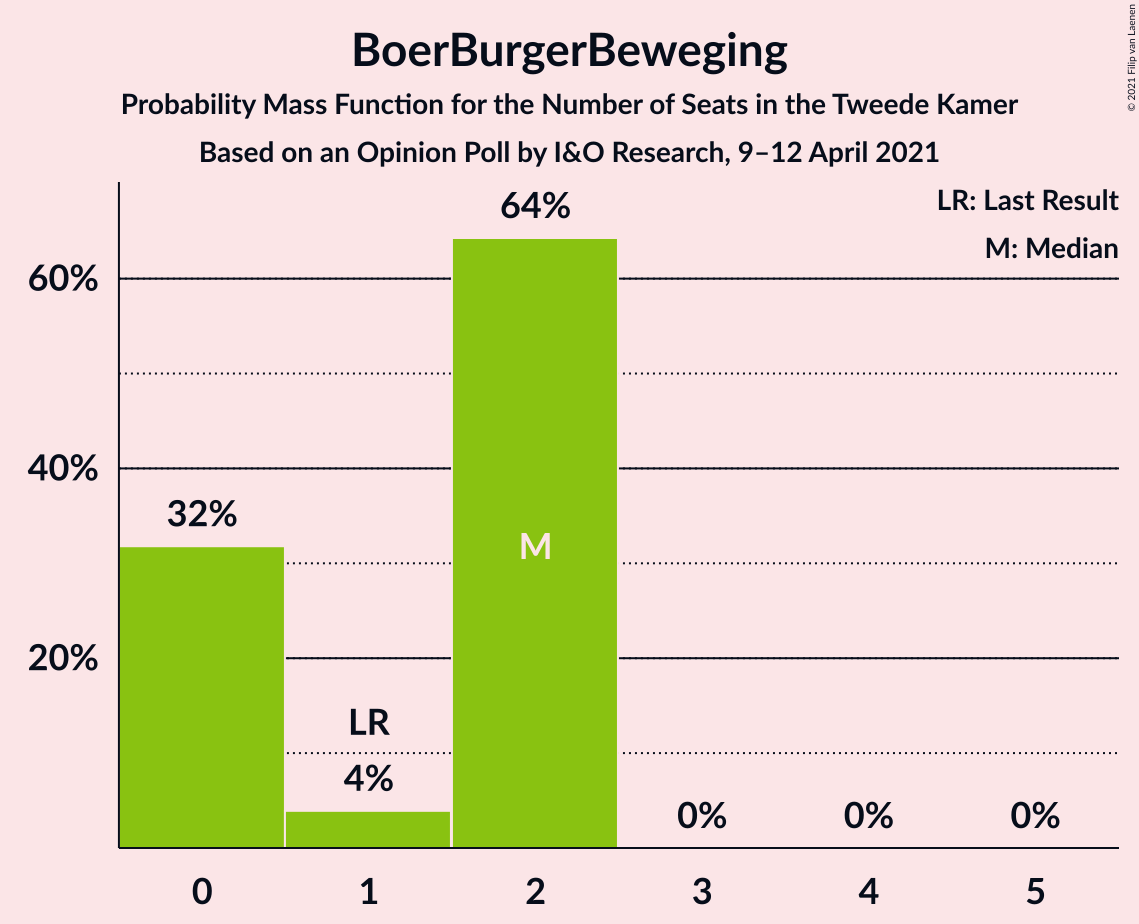 BoerBurgerBeweging
Probability Mass Function for the Number of Seats in the Tweede Kamer
Based on an Opinion Poll by I&O Research, 9–12 April 2021
© 2021 Filip van Laenen
LR: Last Result
M: Median
64%
60%
40%
32%
M
20%
LR
4%
0%
0%
0%
0
1
2
3
4
5